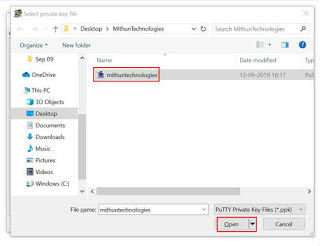 Select private key file
Desktop > MithunTechnologies
Search MithunTechnologies
Organize
New folder
Sep 09
OneDrive
This PC
3D Objects
Desktop
Documents
Downloads
Music
Pictures
Videos
Windows (C:)
Name
Date modified
mithuntechnologies
12-09-2019 18:17
File name:
mithuntechnologies
PuTTY Private Key Files (*.ppk)
Open
Cancel